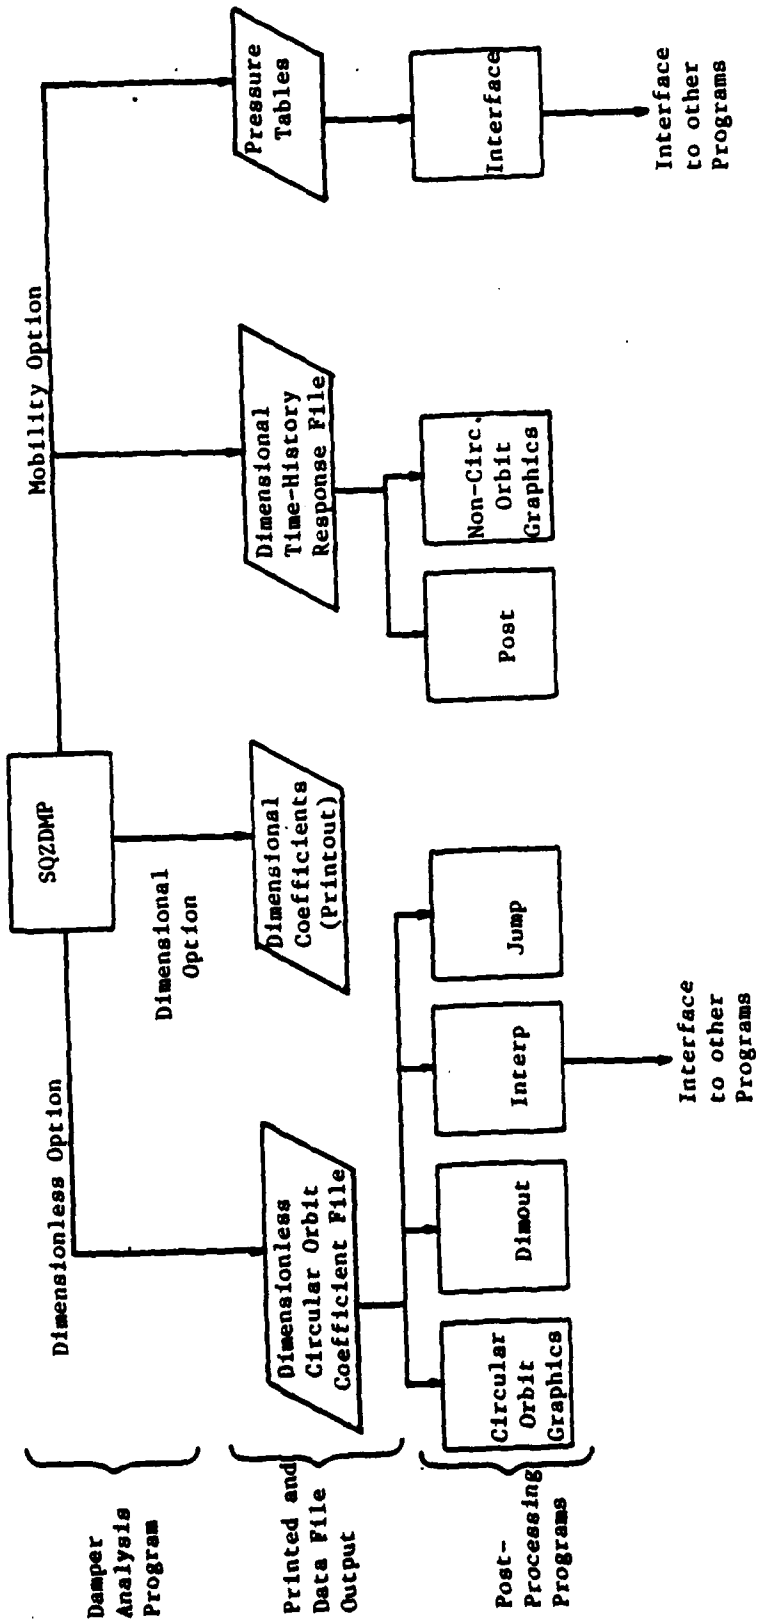 Damper
Analysis
Program
SQZDMP
Dimensionless Option
Dimensional
Option
Mobility Option
Printed and
Data File
Output
Dimensionless
Circular Orbit
Coefficient File
Dimensional
Coefficients
(Printout)
Dimensional
Time-History
Response File
Pressure
Tables
Post-
Processing
Programs
Circular
Orbit
Graphics
Dimout
Interp
Jump
Post
Non-Circ.
Orbit
Graphics
Interface
Interface
to other
Programs
Interface
to other
Programs